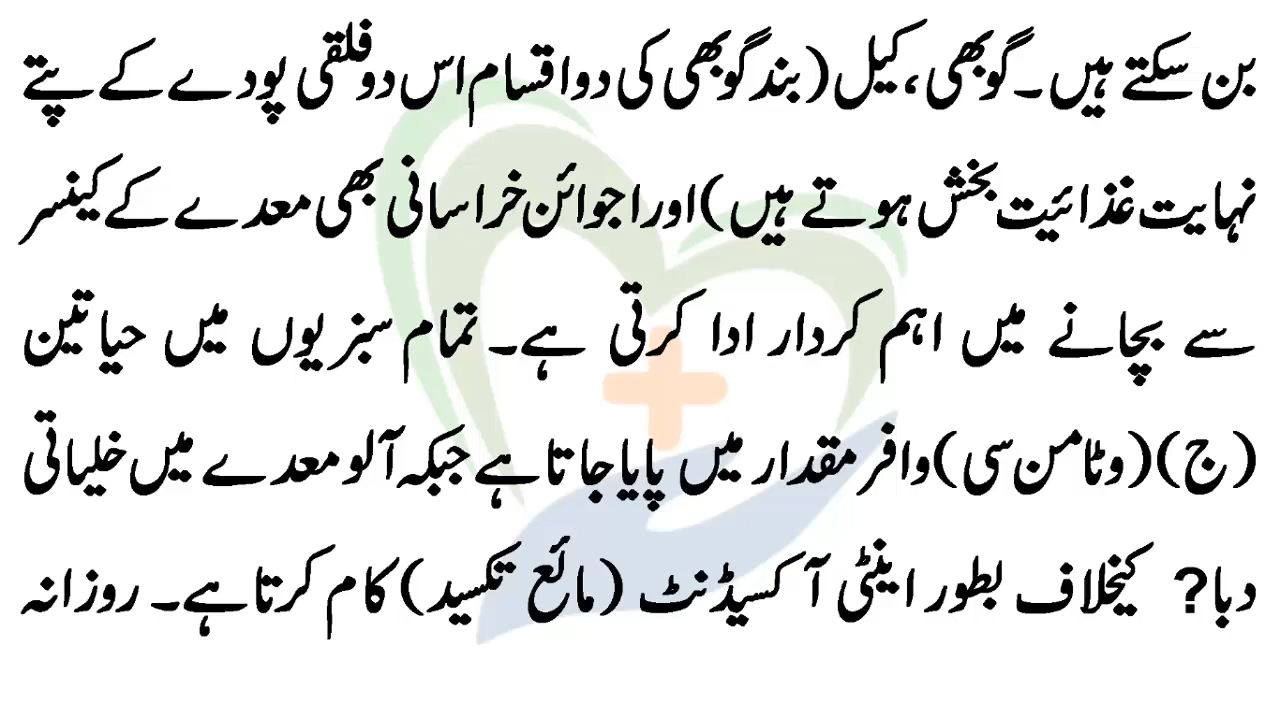 بن سکتے ہیں۔ گوبھی، کیل (بند گوبھی کی دو اقسام اس دو فلقی پودے کے پتے
نہایت غذائیت بخش ہوتے ہیں) اور اجوائن خراسانی بھی معدے کے کینسر
سے بچانے میں اہم کردار ادا کرتی ہے۔ تمام سبزیوں میں حیاتین
(ج) (وٹامن سی) وافر مقدار میں پایا جاتا ہے جبکہ آلو معدے میں خلیاتی
دبا? کیخلاف بطور اینٹی آکسیڈنٹ (مائع تکسید) کام کرتا ہے۔ روزانہ